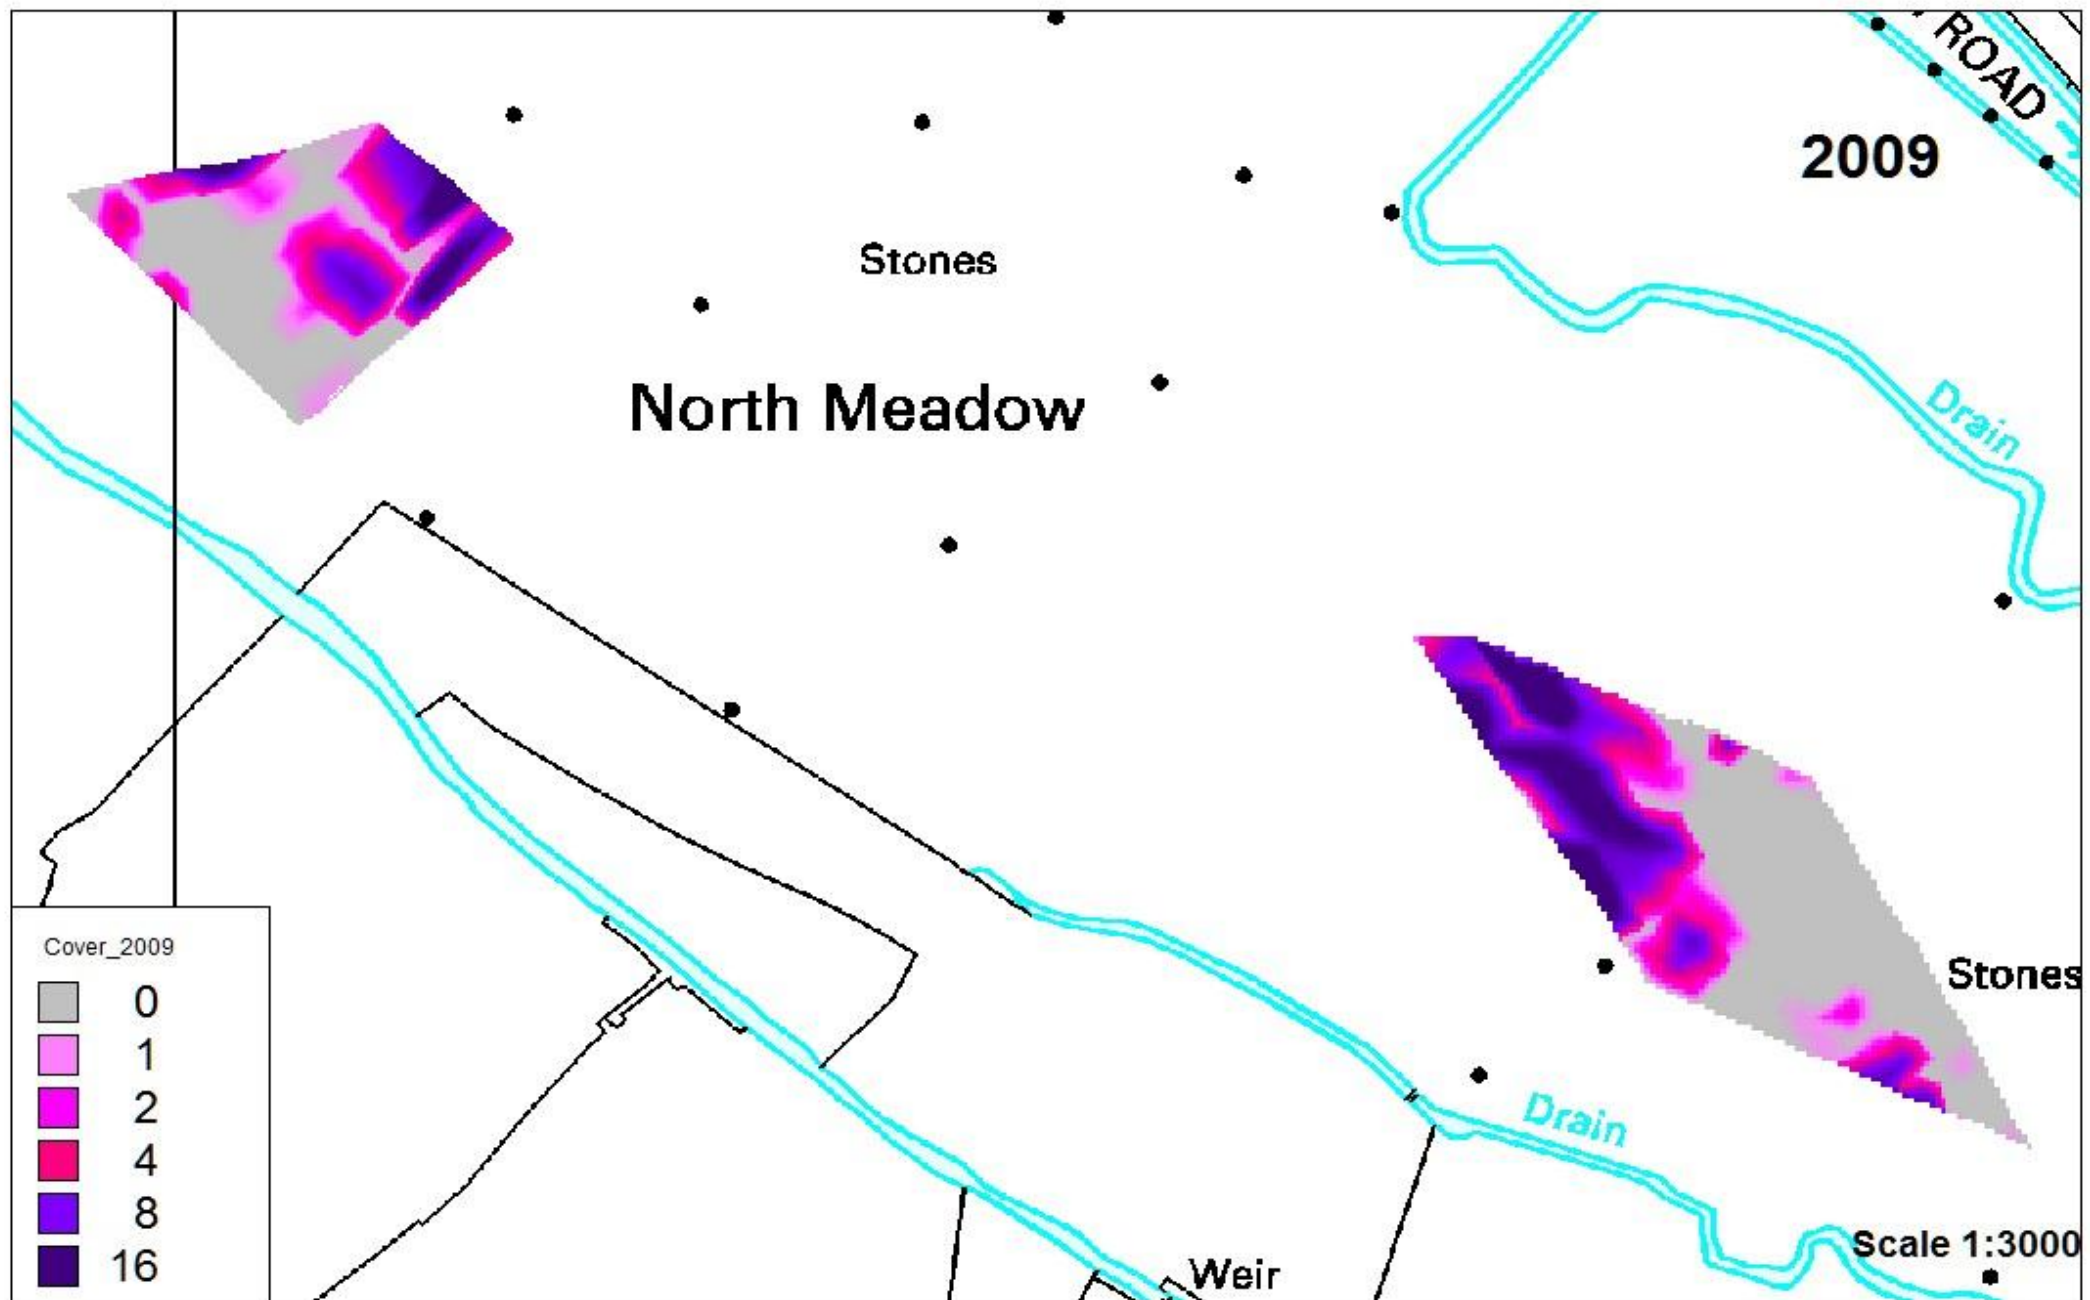 ROAD
2009
Stones
North Meadow
Drain
Cover_2009
0
1
2
4
8
16
Stones
Drain
Scale 1:3000
Weir